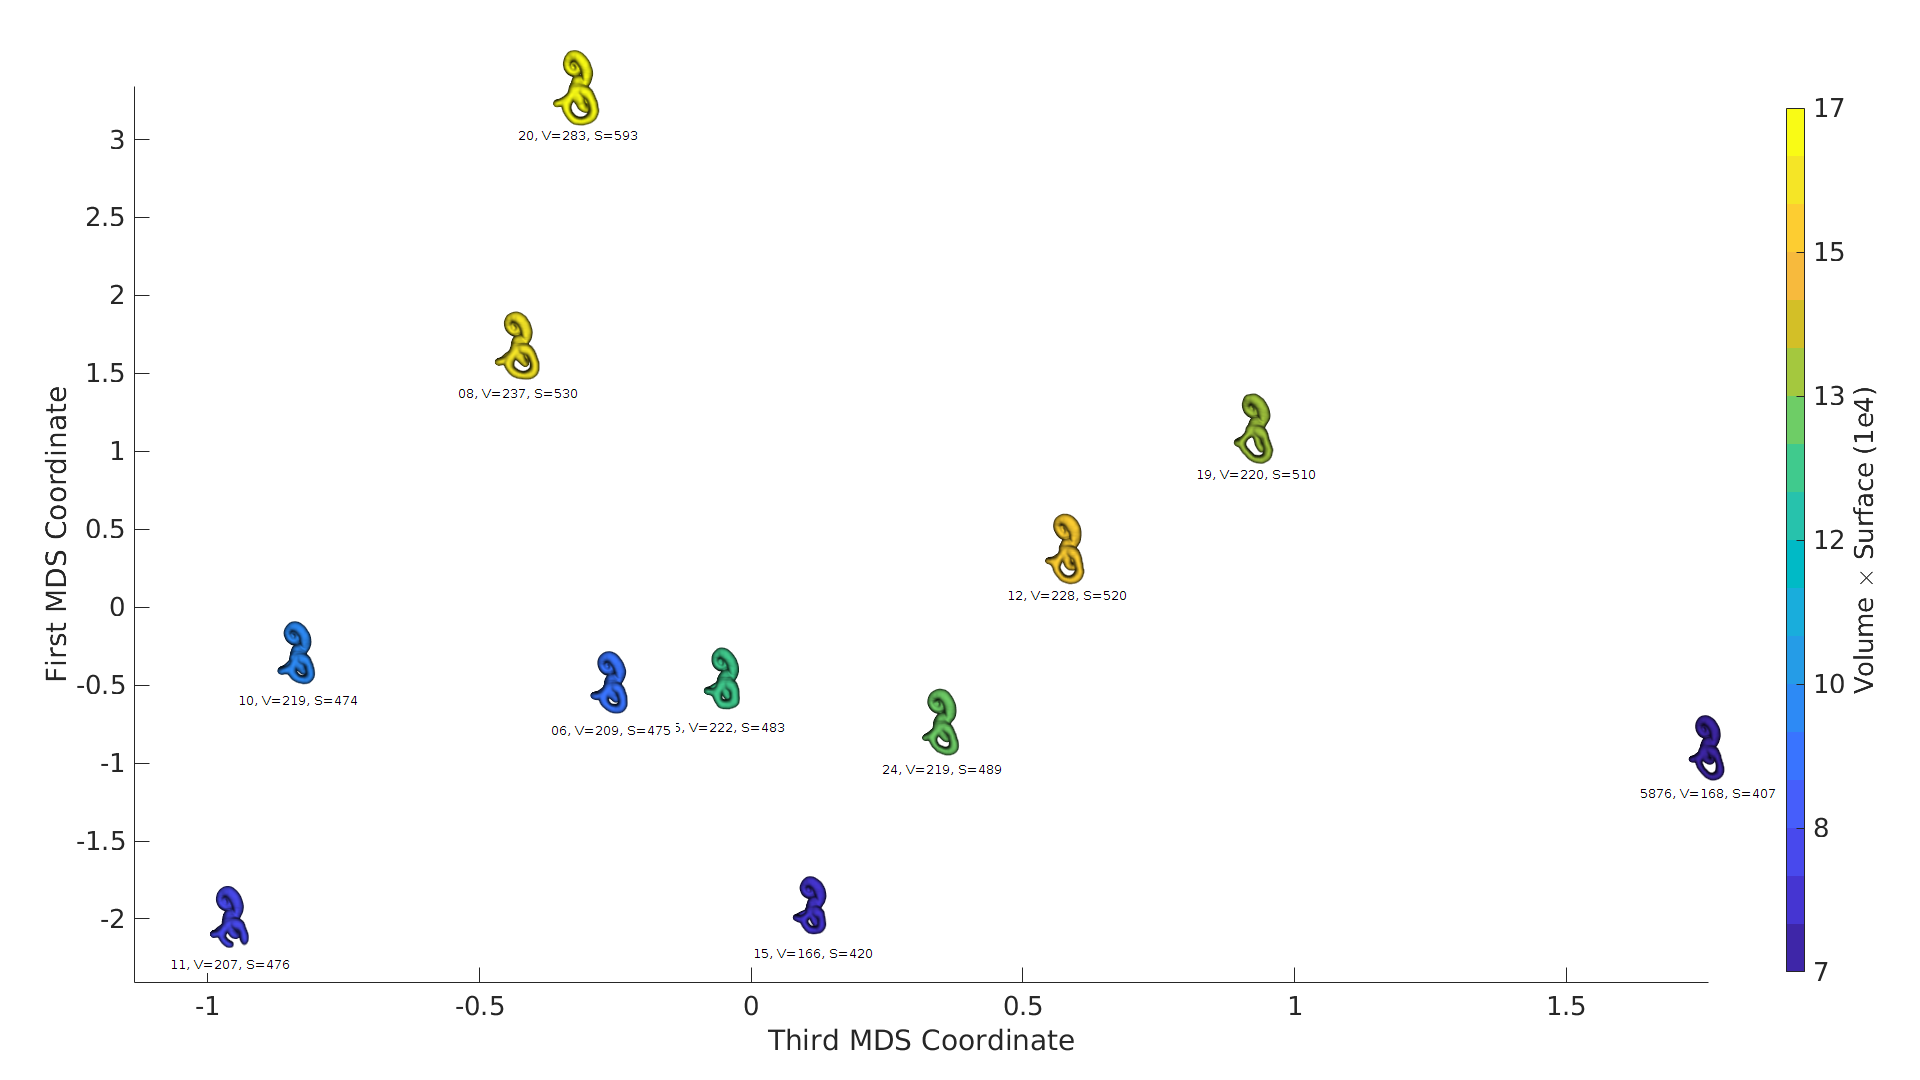 20, V=283, S=593
08, V=237, S=530
19, V=220, S=510
12, V=228, S=520
10, V=219, S=474
06, V=209, S=475
V=222, S=483
24, V=219, S=489
5876, V=168, S=407
15, V=166, S=420
11, V=207, S=476
First MDS Coordinate
3
2.5
2
1.5
1
0.5
0
-0.5
-1
-1.5
-2
-1
-0.5
0
0.5
1
1.5
Third MDS Coordinate
17
15
13
12
10
8
7
Volume × Surface (1e4)